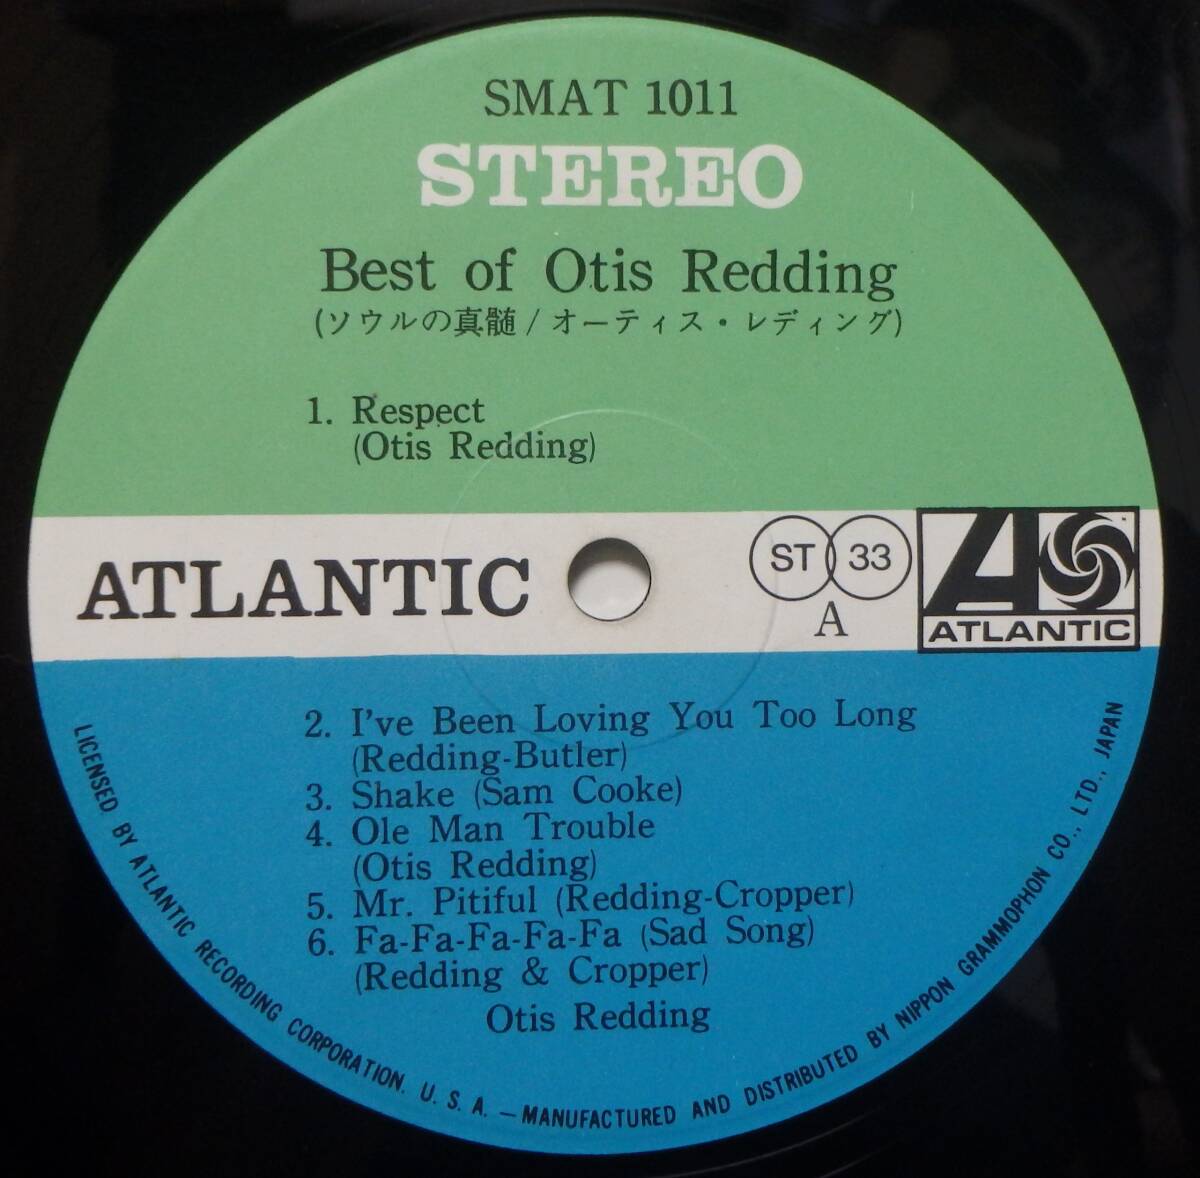 SMAT 1011
STEREO
Best of Otis Redding
(ソウルの真髄/オーティス・レディング)
1. Respect
(Otis Redding)
ATLANTIC
ST 33
A
ATLANTIC
2. I've Been Loving You Too Long
(Redding-Butler)
3. Shake (Sam Cooke)
4. Ole Man Trouble
(Otis Redding)
5. Mr. Pitiful (Redding-Cropper)
6. Fa-Fa-Fa-Fa-Fa (Sad Song)
(Redding & Cropper)
Otis Redding
LICENSED BY ATLANTIC RECORDING CORPORATION. U. S. A. — MANUFACTURED AND DISTRIBUTED BY NIPPON GRAMMOPHON CO., LTD., JAPAN